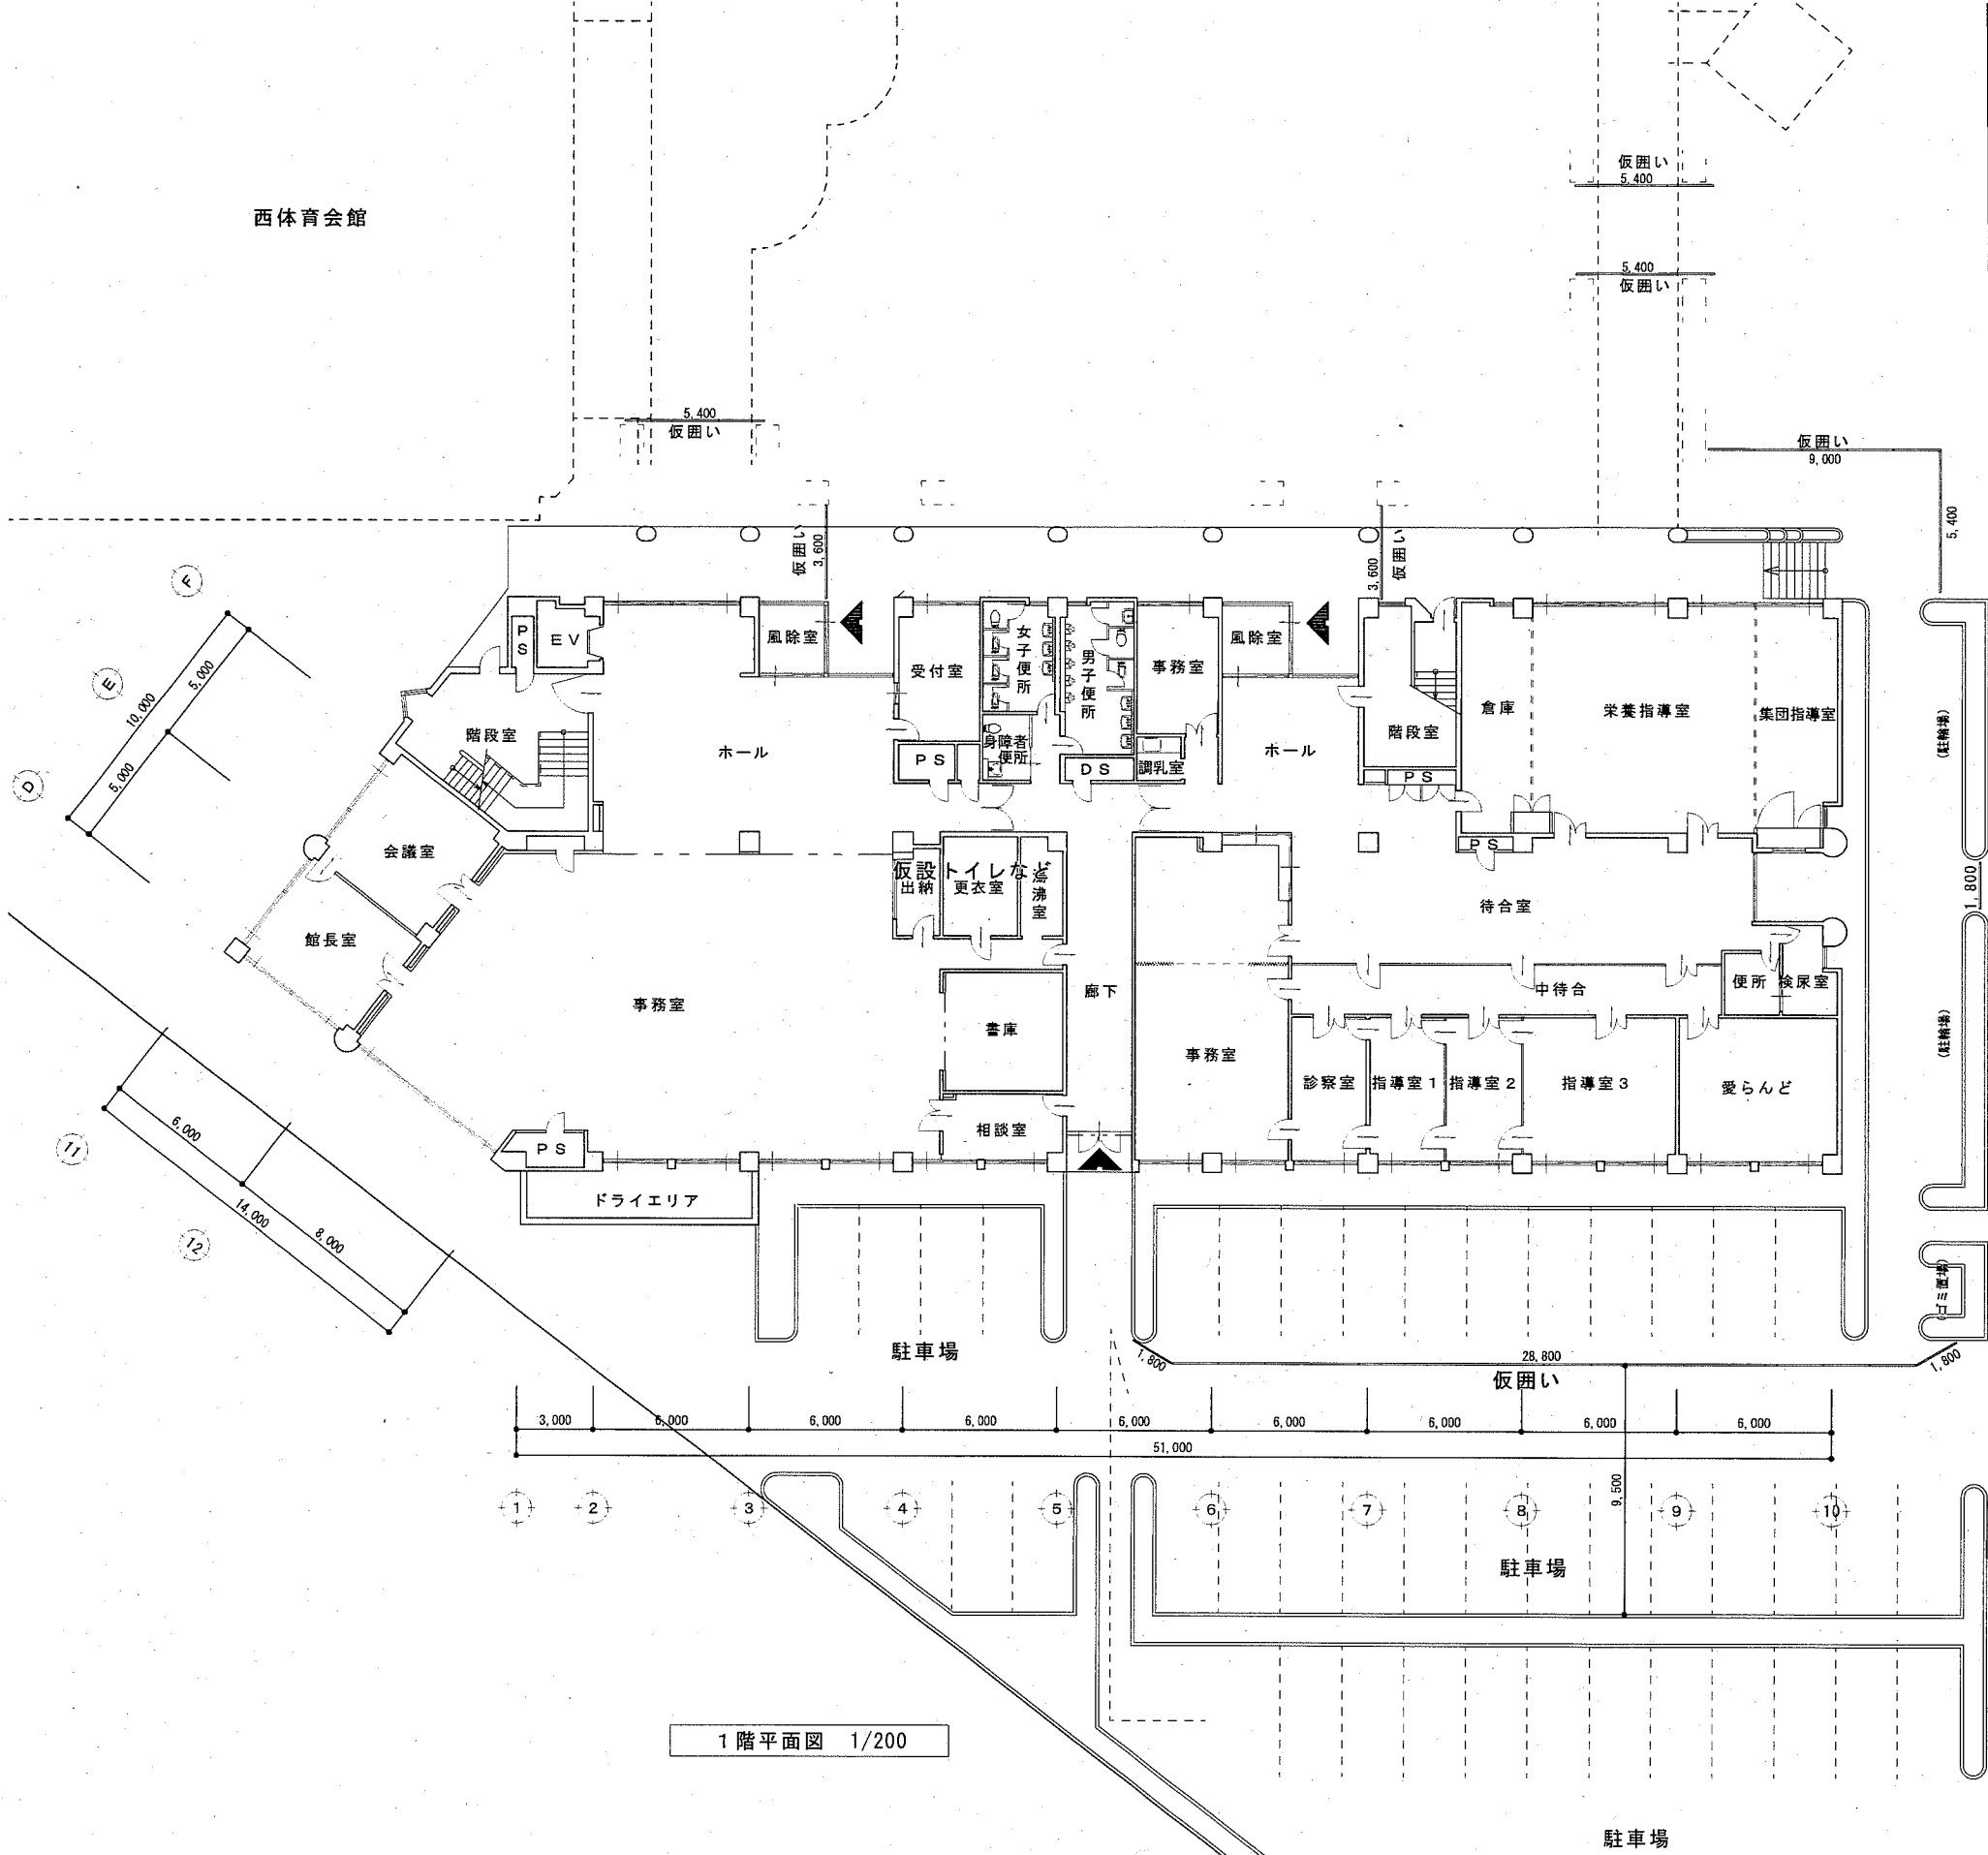 仮囲い
5,400
西体育会館
5,400
仮囲い
5,400
仮囲い
仮囲い
9,000
5,400
仮囲い
3,600
3,600
仮囲い
F
E
D
10,000
5,000
5,000
PS
EV
風除室
受付室
女子便所
男子便所
事務室
風除室
倉庫
栄養指導室
集団指導室
(駐輪場)
階段室
ホール
身障者
便所
PS
DS
調乳室
ホール
階段室
PS
会議室
PS
仮設トイレなど
出納
更衣室
湯沸室
待合室
1,800
館長室
事務室
廊下
中待合
便所
検尿室
書庫
(駐輪場)
事務室
診察室
指導室1
指導室2
指導室3
愛らんど
相談室
PS
ドライエリア
11
12
6,000
14,000
8,000
(ゴミ置場)
駐車場
1,800
28,800
1,800
仮囲い
3,000
6,000
6,000
6,000
6,000
6,000
6,000
6,000
6,000
51,000
9,500
1
2
3
4
5
6
7
8
9
10
駐車場
1階平面図 1/200
駐車場